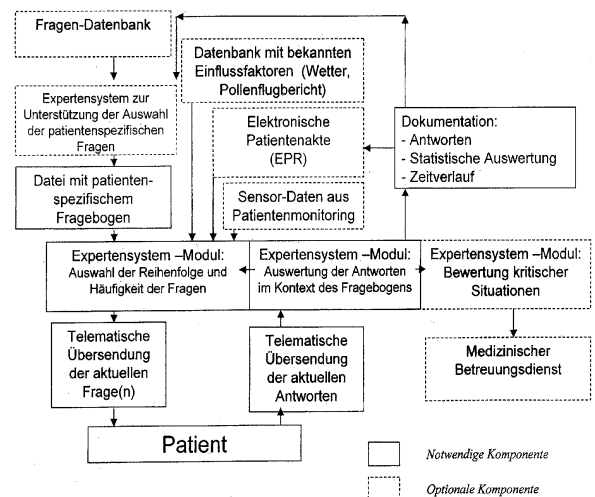 Fragen-Datenbank
Datenbank mit bekannten
Einflussfaktoren (Wetter,
Pollenflugbericht)
Expertensystem zur
Unterstützung der Auswahl
der patientenspezifischen
Fragen
Elektronische
Patientenakte
(EPR)
Dokumentation:
- Antworten
- Statistische Auswertung
- Zeitverlauf
Datei mit patienten-
spezifischem
Fragebogen
Sensor-Daten aus
Patientenmonitoring
Expertensystem –Modul:
Auswahl der Reihenfolge und
Häufigkeit der Fragen
Expertensystem –Modul:
Auswertung der Antworten
im Kontext des Fragebogens
Expertensystem –Modul:
Bewertung kritischer
Situationen
Telematische
Übersendung
der aktuellen
Frage(n)
Telematische
Übersendung
der aktuellen
Antworten
Medizinischer
Betreuungsdienst
Patient
Notwendige Komponente
Optionale Komponente